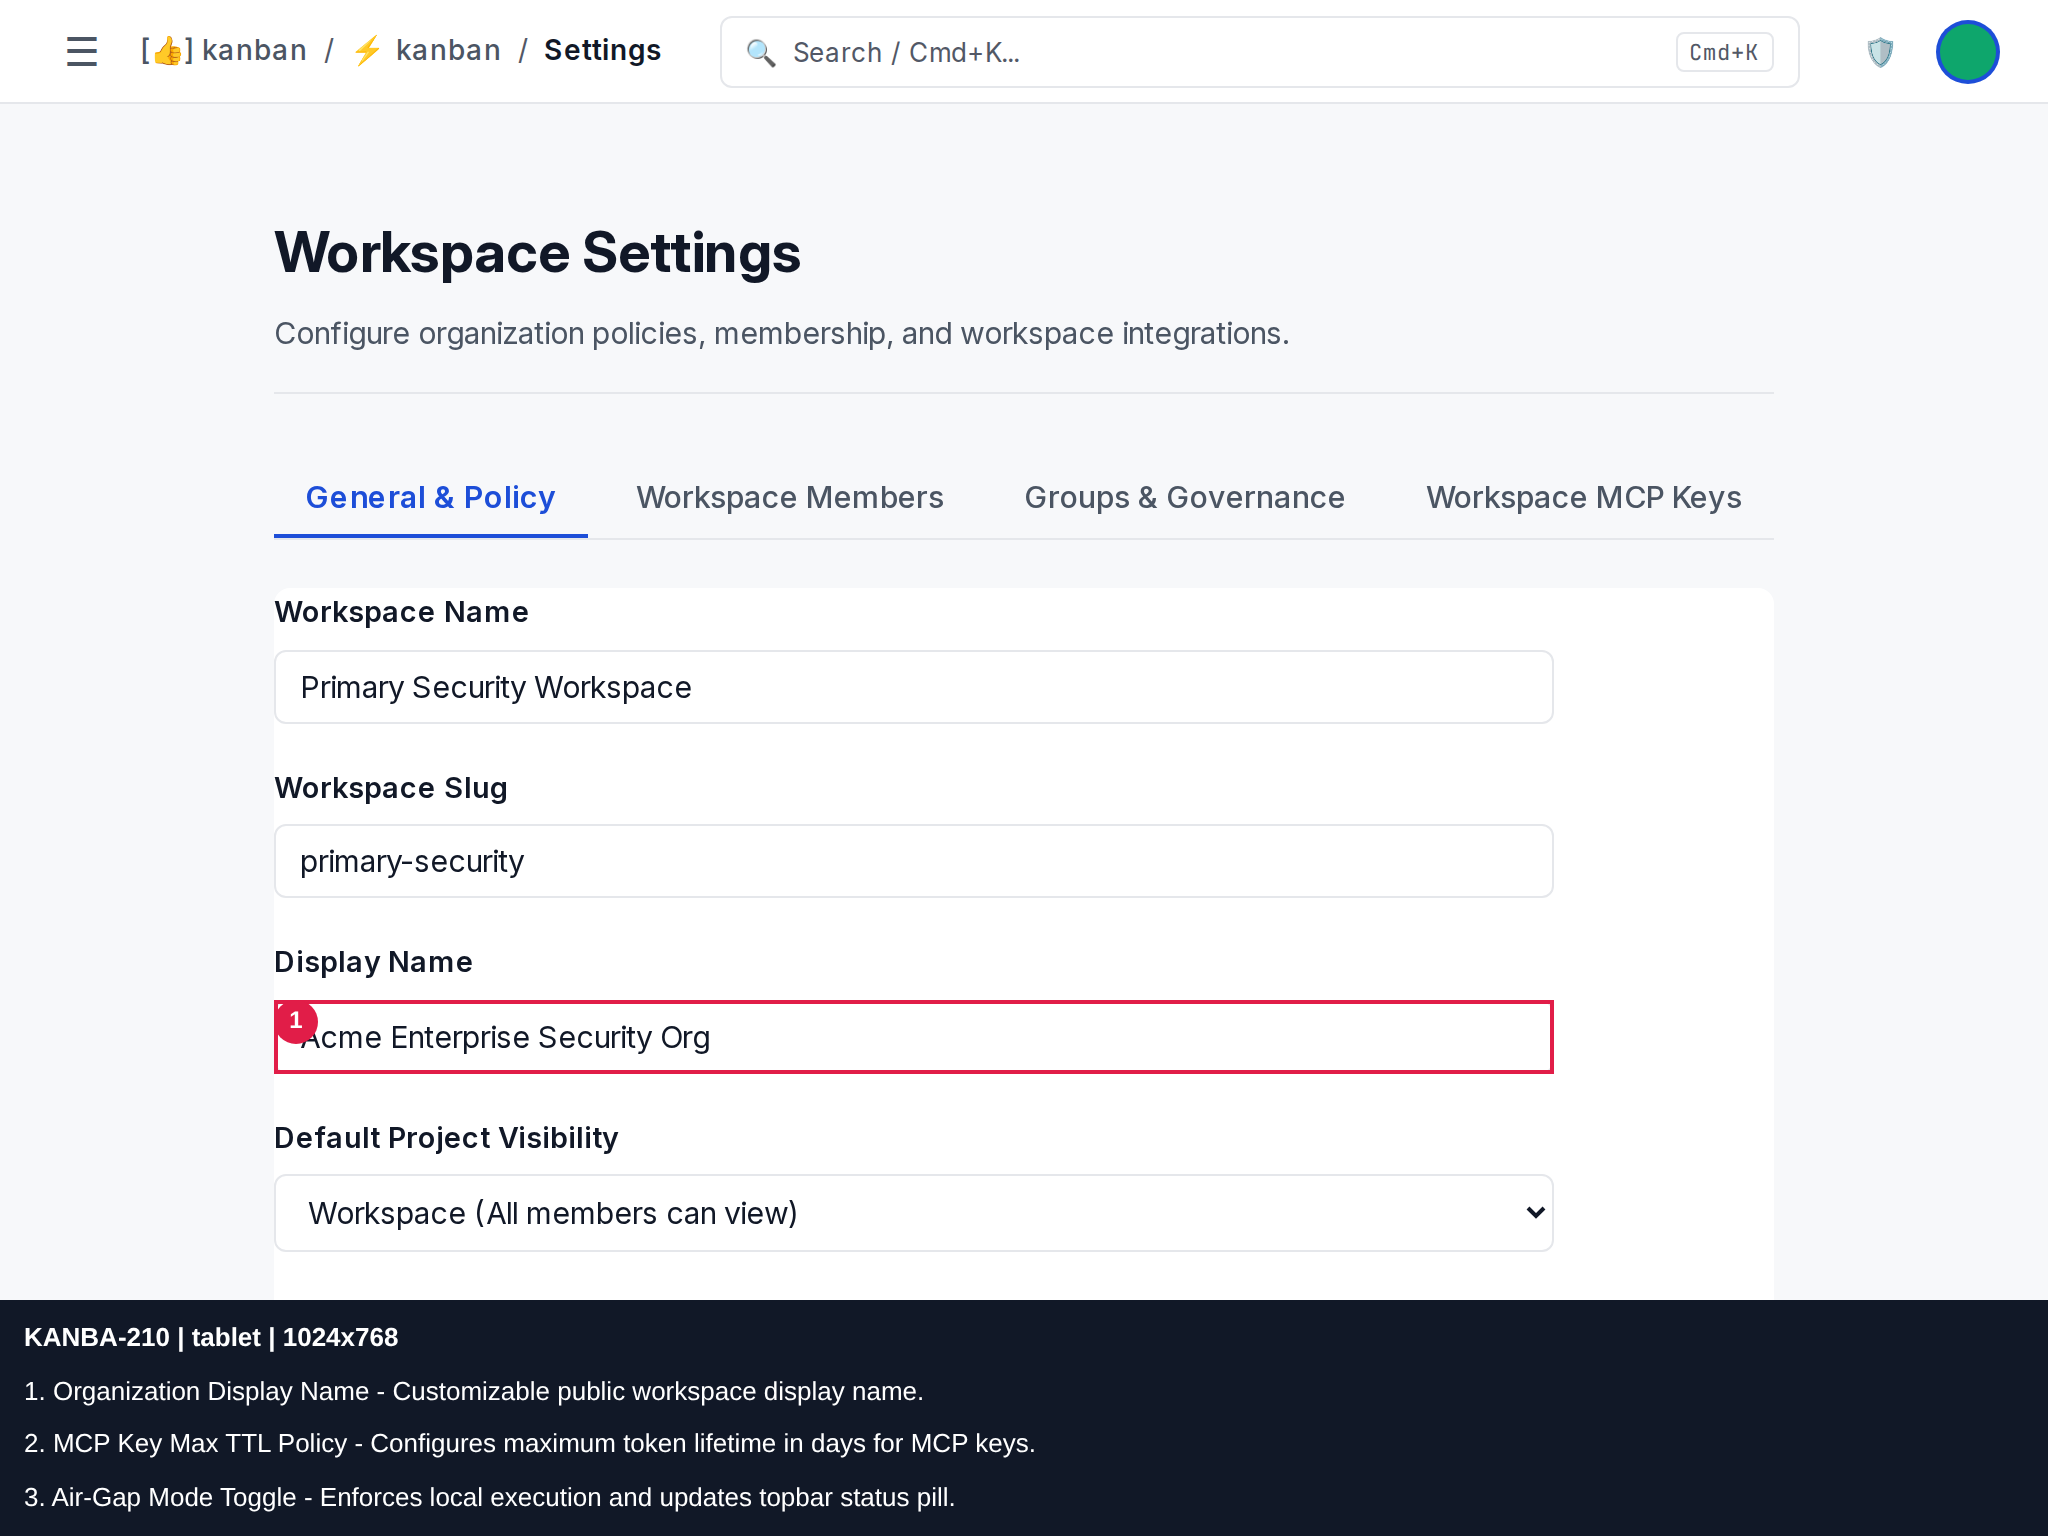 [👍] kanban / ⚡ kanban / Settings
Search / Cmd+K...
Cmd+K
Workspace Settings
Configure organization policies, membership, and workspace integrations.
General & Policy
Workspace Members
Groups & Governance
Workspace MCP Keys
Workspace Name
Primary Security Workspace
Workspace Slug
primary-security
Display Name
1
Acme Enterprise Security Org
Default Project Visibility
Workspace (All members can view)
KANBA-210 | tablet | 1024x768
1. Organization Display Name - Customizable public workspace display name.
2. MCP Key Max TTL Policy - Configures maximum token lifetime in days for MCP keys.
3. Air-Gap Mode Toggle - Enforces local execution and updates topbar status pill.